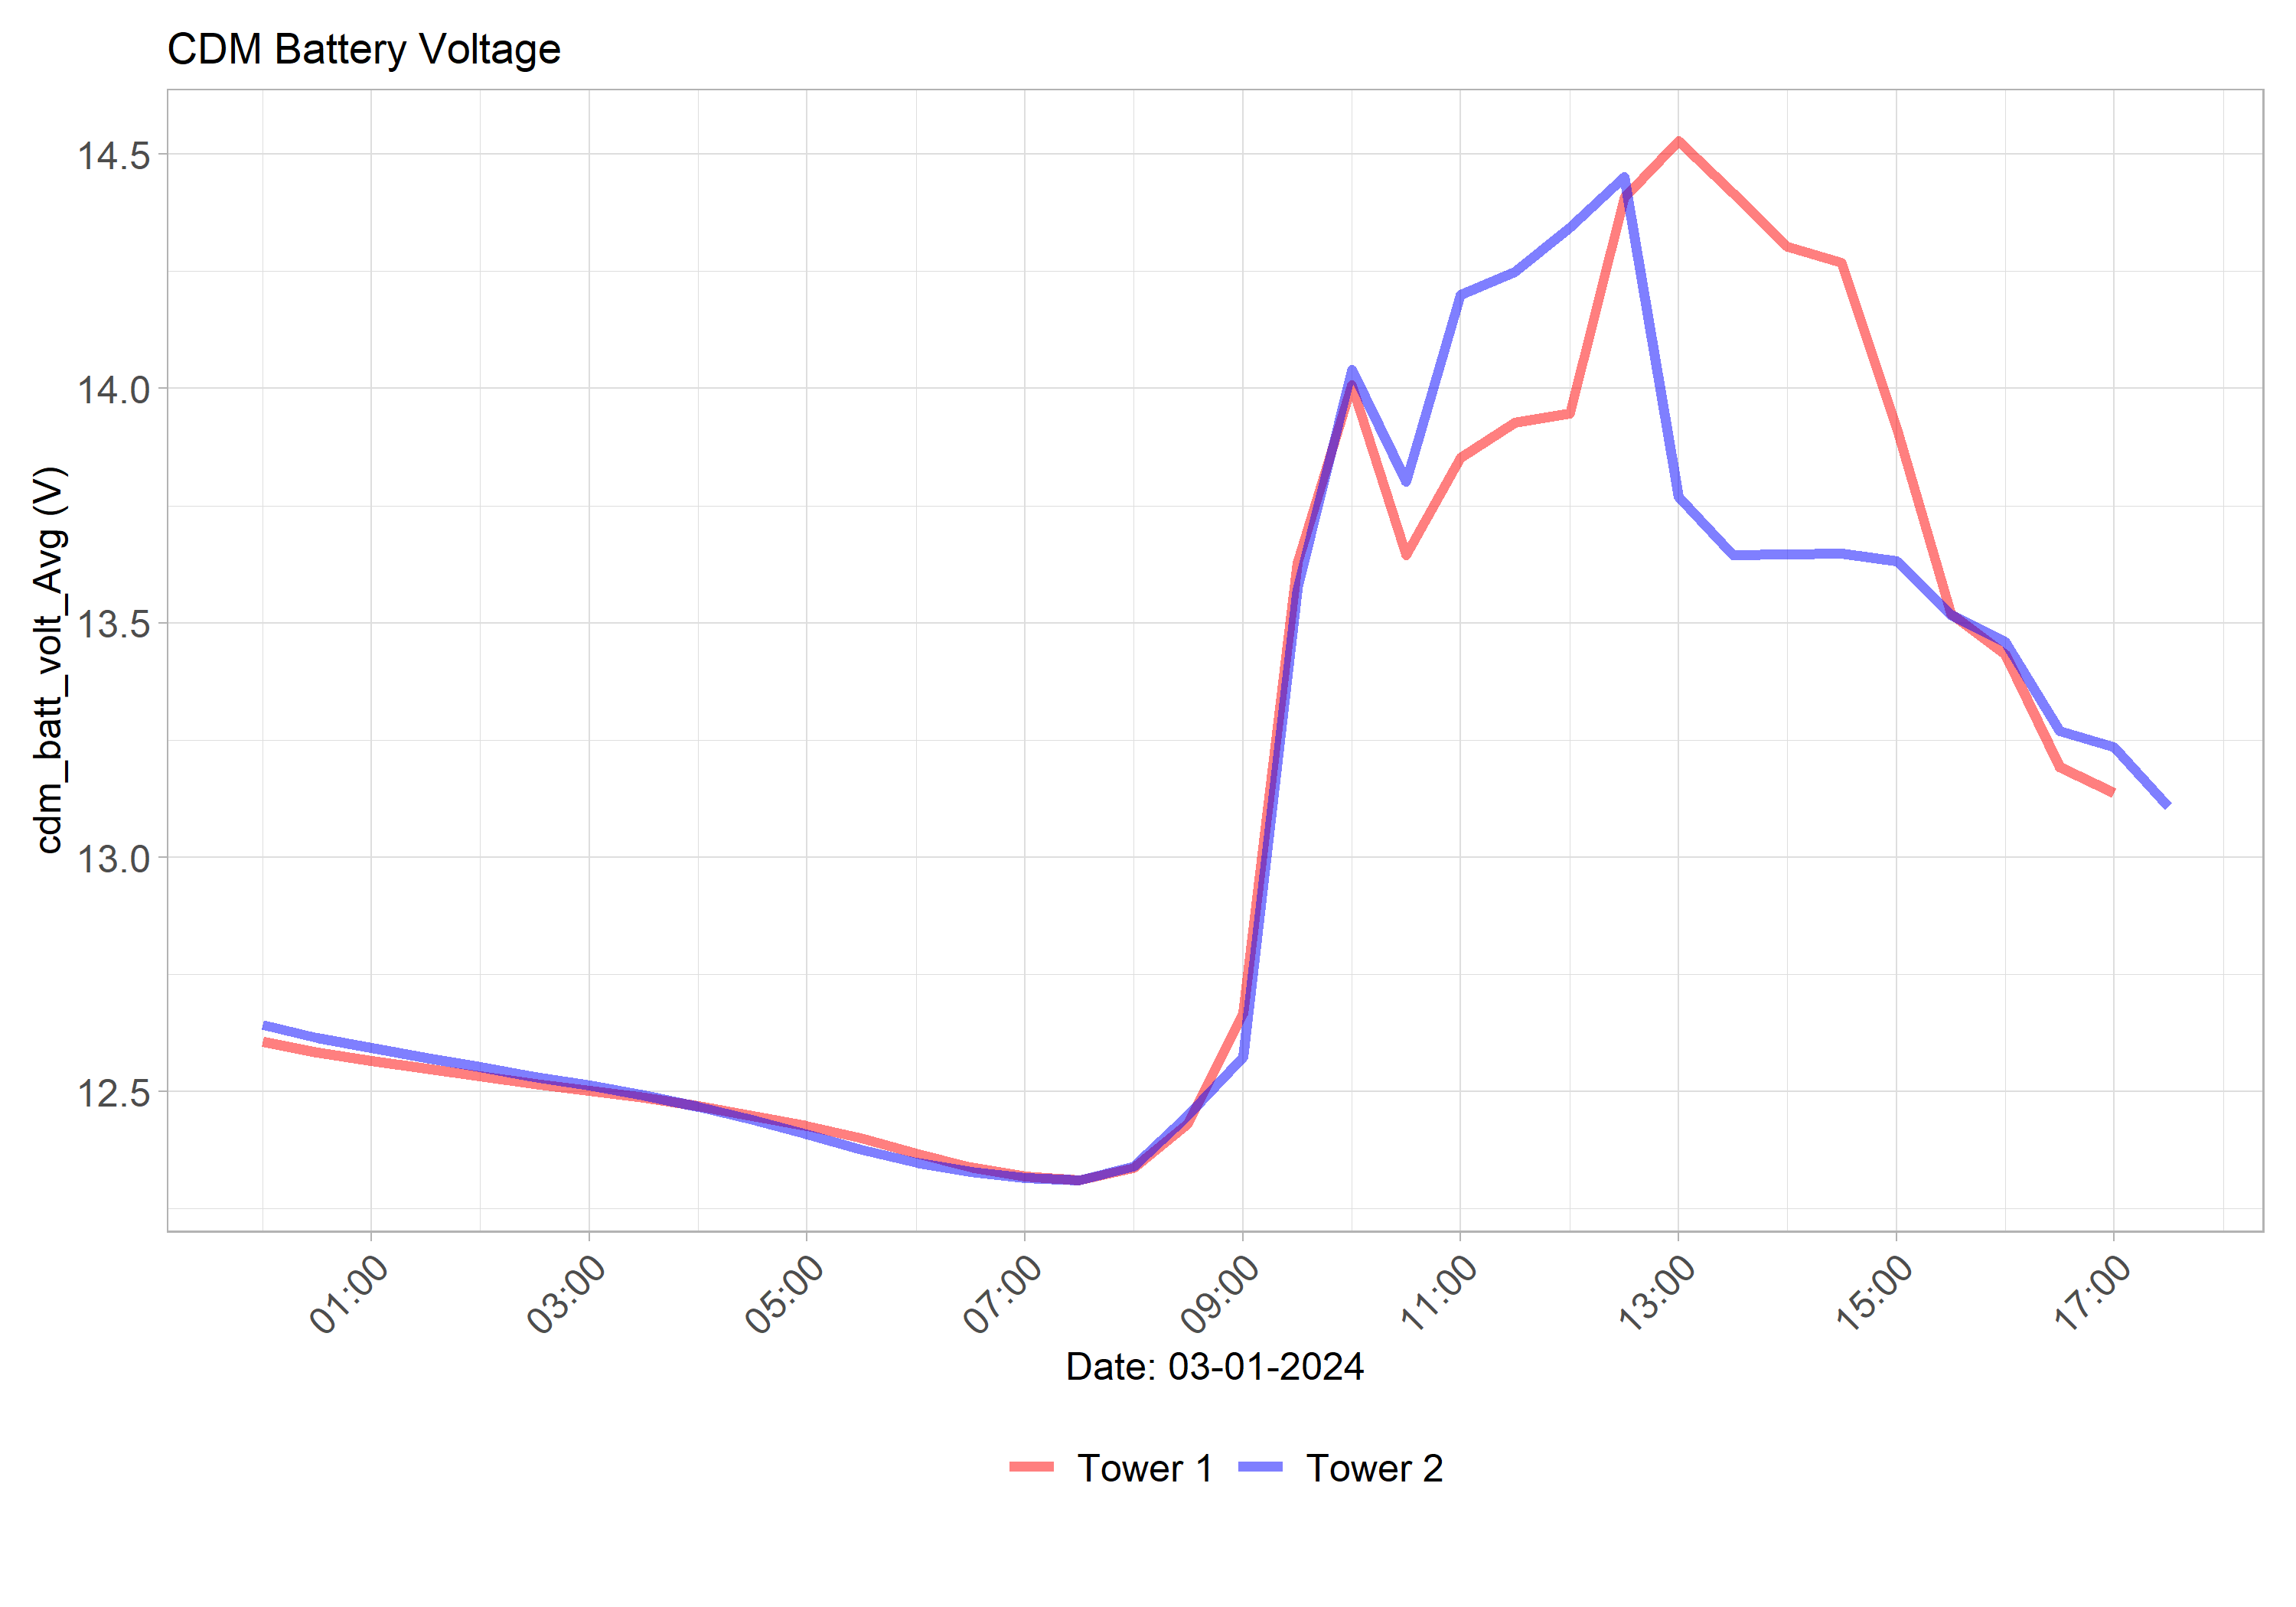 CDM Battery Voltage
cdm_batt_volt_Avg (V)
14.5
14.0
13.5
13.0
12.5
01:00 03:00 05:00 07:00 09:00 11:00 13:00 15:00 17:00
Date: 03-01-2024
Tower 1 Tower 2